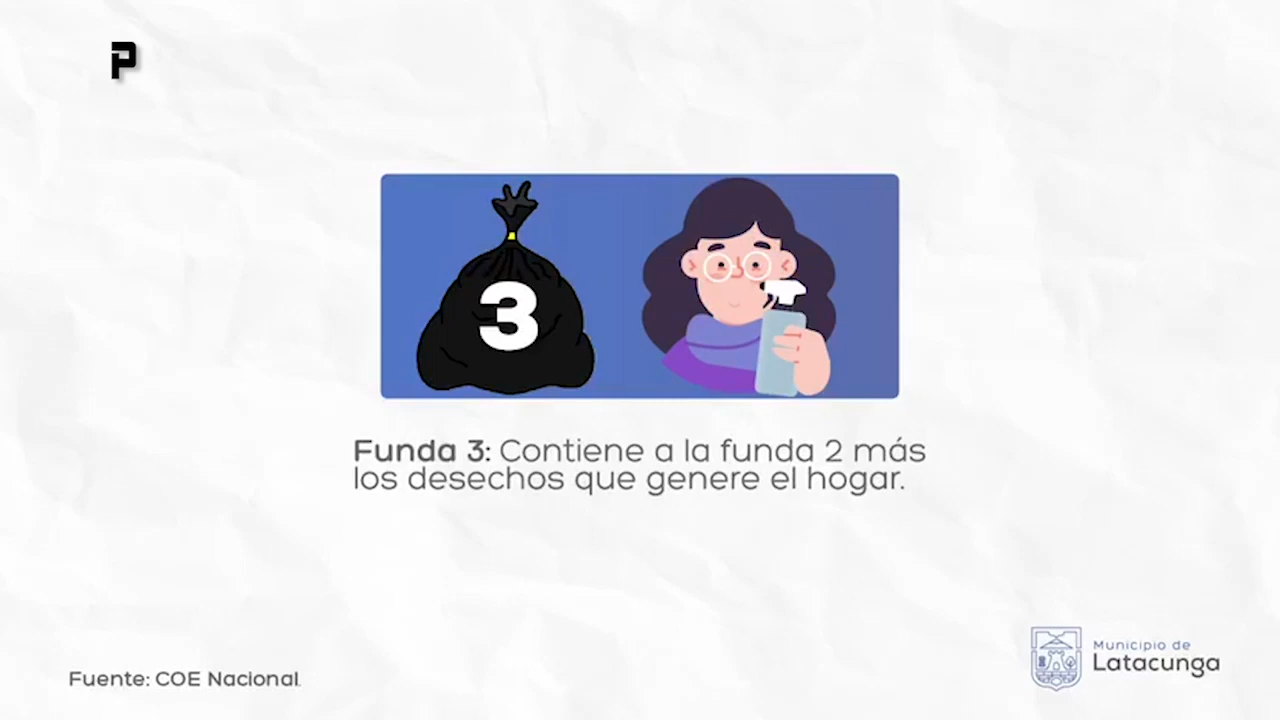 P
3
Funda 3: Contiene a la funda 2 más
los desechos que genere el hogar.
Fuente: COE Nacional.
Municipio de
Latacunga